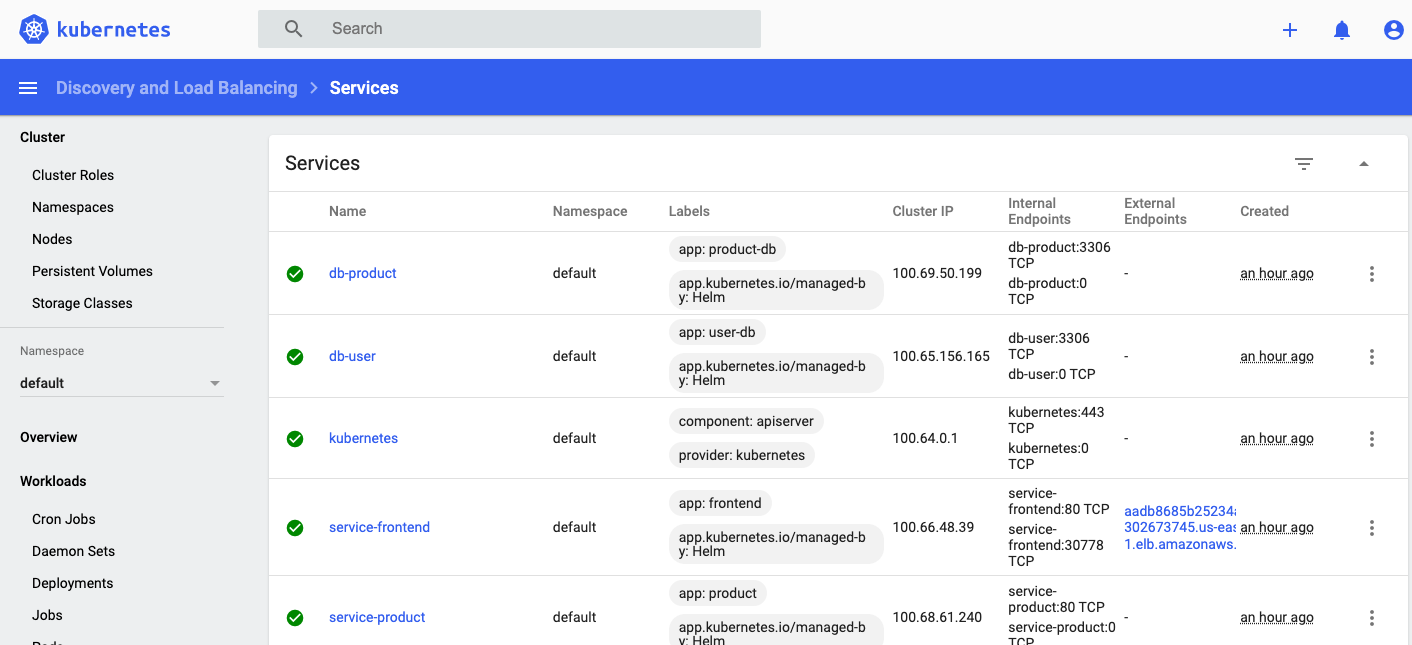 kubernetes
Search
Discovery and Load Balancing
Services
Cluster
Cluster Roles
Namespaces
Nodes
Persistent Volumes
Storage Classes
Namespace
default
Overview
Workloads
Cron Jobs
Daemon Sets
Deployments
Jobs
Services
Name
Namespace
Labels
Cluster IP
Internal
Endpoints
External
Endpoints
Created
db-product
default
app: product-db
app.kubernetes.io/managed-b
y: Helm
100.69.50.199
db-product:3306
TCP
db-product:0
TCP
-
an hour ago
db-user
default
app: user-db
app.kubernetes.io/managed-b
y: Helm
100.65.156.165
db-user:3306
TCP
db-user:0 TCP
-
an hour ago
kubernetes
default
component: apiserver
provider: kubernetes
100.64.0.1
kubernetes:443
TCP
kubernetes:0
TCP
-
an hour ago
service-frontend
default
app: frontend
app.kubernetes.io/managed-b
y: Helm
100.66.48.39
service-
frontend:80 TCP
service-
frontend:30778
TCP
aadb8685b25234
302673745.us-eas
1.elb.amazonaws.
an hour ago
service-product
default
app: product
app.kubernetes.io/managed-b
y: Helm
100.68.61.240
service-
product:80 TCP
service-product:0
TCP
-
an hour ago